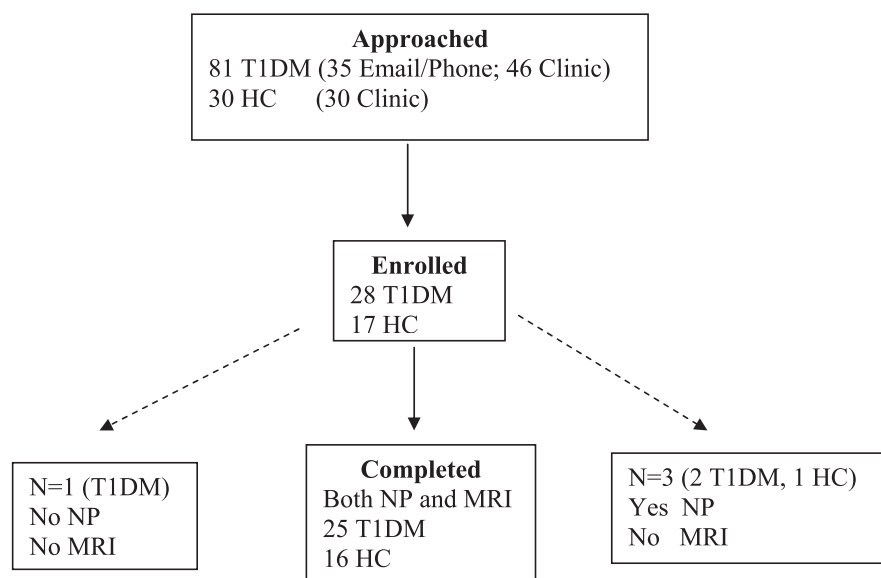 Approached
81 T1DM (35 Email/Phone; 46 Clinic)
30 HC (30 Clinic)
Enrolled
28 T1DM
17 HC
N=1 (T1DM)
No NP
No MRI
Completed
Both NP and MRI
25 T1DM
16 HC
N=3 (2 T1DM, 1 HC)
Yes NP
No MRI